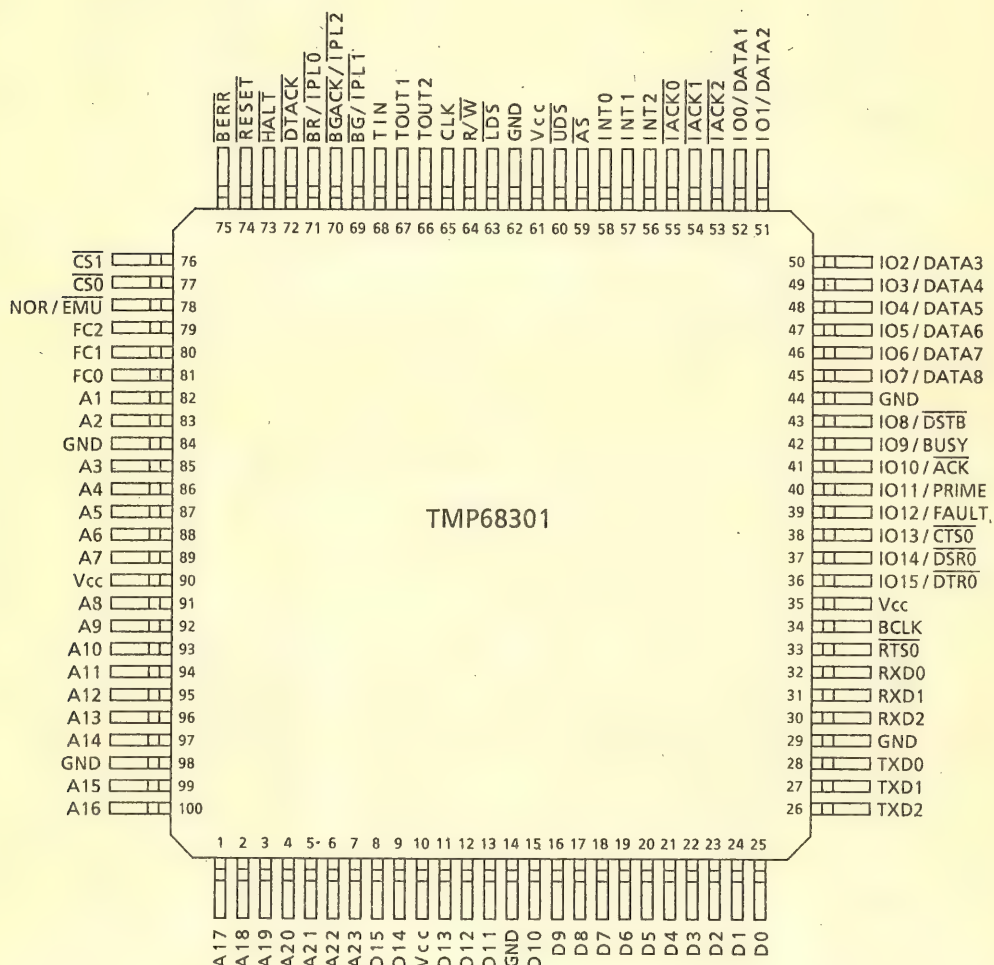 BERR
RESET
HALT
DTACK
BR/IPL0
BGACK/IPL2
BG/IPL1
TIN
TOUT1
TOUT2
CLK
R/W
LDS
GND
Vcc
UDS
AS
INT0
INT1
INT2
IACK0
IACK1
IACK2
IO0/DATA1
IO1/DATA2
75 74 73 72 71 70 69 68 67 66 65 64 63 62 61 60 59 58 57 56 55 54 53 52 51
CS1 76
CS0 77
NOR/EMU 78
FC2 79
FC1 80
FC0 81
A1 82
A2 83
GND 84
A3 85
A4 86
A5 87
A6 88
A7 89
Vcc 90
A8 91
A9 92
A10 93
A11 94
A12 95
A13 96
A14 97
GND 98
A15 99
A16 100
TMP68301
50 IO2/DATA3
49 IO3/DATA4
48 IO4/DATA5
47 IO5/DATA6
46 IO6/DATA7
45 IO7/DATA8
44 GND
43 IO8/DSTB
42 IO9/BUSY
41 IO10/ACK
40 IO11/PRIME
39 IO12/FAULT
38 IO13/CTS0
37 IO14/DSR0
36 IO15/DTR0
35 Vcc
34 BCLK
33 RTS0
32 RXD0
31 RXD1
30 RXD2
29 GND
28 TXD0
27 TXD1
26 TXD2
1 2 3 4 5 6 7 8 9 10 11 12 13 14 15 16 17 18 19 20 21 22 23 24 25
A17
A18
A19
A20
A21
A22
A23
D15
D14
Vcc
D13
D12
D11
GND
D10
D9
D8
D7
D6
D5
D4
D3
D2
D1
D0